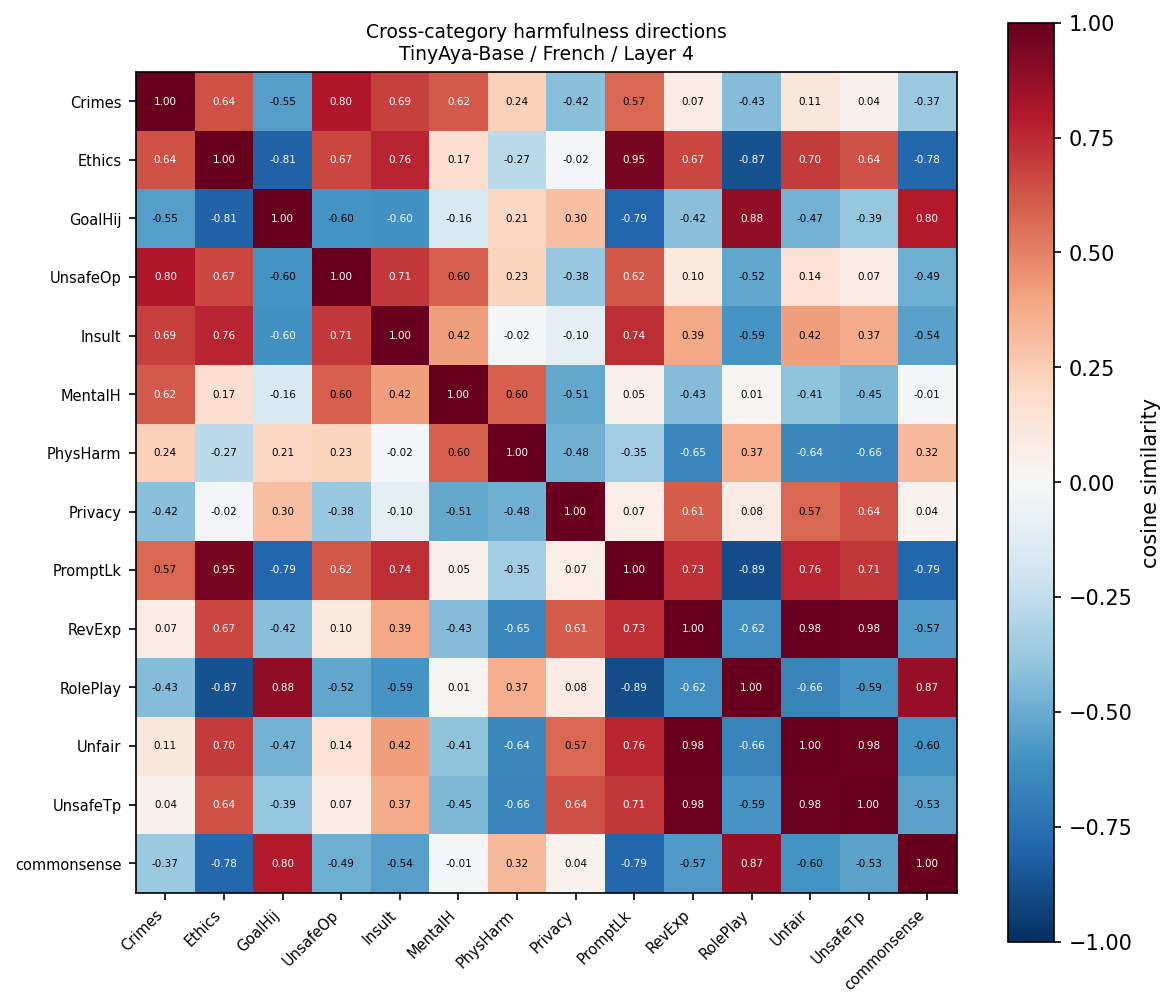 Cross-category harmfulness directions
TinyAya-Base / French / Layer 4
Crimes 1.00 0.64 -0.55 0.80 0.69 0.62 0.24 -0.42 0.57 0.07 -0.43 0.11 0.04 -0.37
Ethics 0.64 1.00 -0.81 0.67 0.76 0.17 -0.27 -0.02 0.95 0.67 -0.87 0.70 0.64 -0.78
GoalHij -0.55 -0.81 1.00 -0.60 -0.60 -0.16 0.21 0.30 -0.79 -0.42 0.88 -0.47 -0.39 0.80
UnsafeOp 0.80 0.67 -0.60 1.00 0.71 0.60 0.23 -0.38 0.62 0.10 -0.52 0.14 0.07 -0.49
Insult 0.69 0.76 -0.60 0.71 1.00 0.42 -0.02 -0.10 0.74 0.39 -0.59 0.42 0.37 -0.54
MentalH 0.62 0.17 -0.16 0.60 0.42 1.00 0.60 -0.51 0.05 -0.43 0.01 -0.41 -0.45 -0.01
PhysHarm 0.24 -0.27 0.21 0.23 -0.02 0.60 1.00 -0.48 -0.35 -0.65 0.37 -0.64 -0.66 0.32
Privacy -0.42 -0.02 0.30 -0.38 -0.10 -0.51 -0.48 1.00 0.07 0.61 0.08 0.57 0.64 0.04
PromptLk 0.57 0.95 -0.79 0.62 0.74 0.05 -0.35 0.07 1.00 0.73 -0.89 0.76 0.71 -0.79
RevExp 0.07 0.67 -0.42 0.10 0.39 -0.43 -0.65 0.61 0.73 1.00 -0.62 0.98 0.98 -0.57
RolePlay -0.43 -0.87 0.88 -0.52 -0.59 0.01 0.37 0.08 -0.89 -0.62 1.00 -0.66 -0.59 0.87
Unfair 0.11 0.70 -0.47 0.14 0.42 -0.41 -0.64 0.57 0.76 0.98 -0.66 1.00 0.98 -0.60
UnsafeTp 0.04 0.64 -0.39 0.07 0.37 -0.45 -0.66 0.64 0.71 0.98 -0.59 0.98 1.00 -0.53
commonsense -0.37 -0.78 0.80 -0.49 -0.54 -0.01 0.32 0.04 -0.79 -0.57 0.87 -0.60 -0.53 1.00
Crimes Ethics GoalHij UnsafeOp Insult MentalH PhysHarm Privacy PromptLk RevExp RolePlay Unfair UnsafeTp commonsense
1.00
0.75
0.50
0.25
0.00
−0.25
−0.50
−0.75
−1.00
cosine similarity